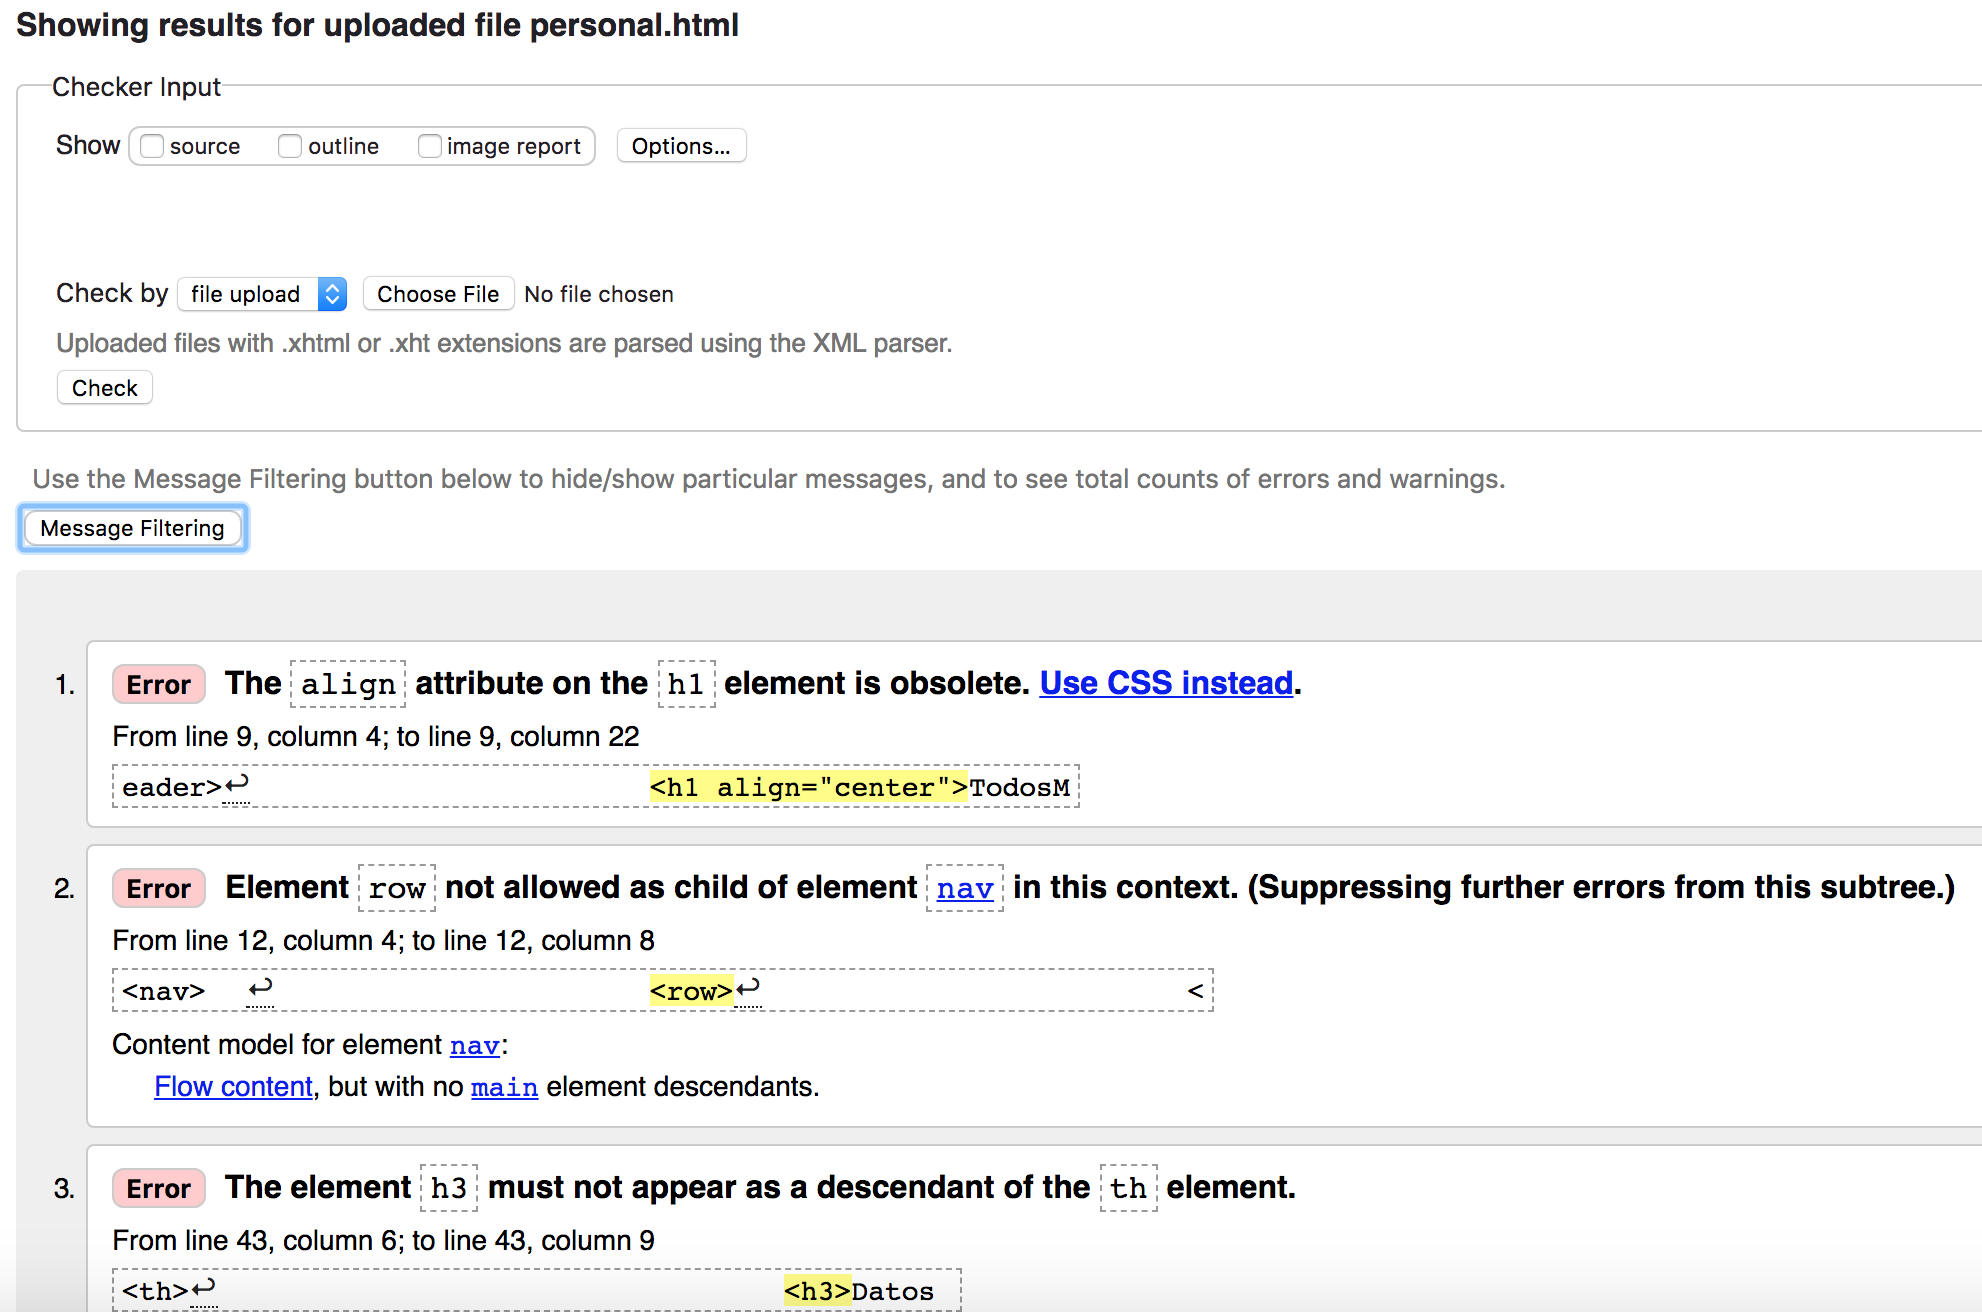 Showing results for uploaded file personal.html
Checker Input
Show source outline image report Options...
Check by file upload Choose File No file chosen
Uploaded files with .xhtml or .xht extensions are parsed using the XML parser.
Check
Use the Message Filtering button below to hide/show particular messages, and to see total counts of errors and warnings.
Message Filtering
1. Error The align attribute on the h1 element is obsolete. Use CSS instead.
From line 9, column 4; to line 9, column 22
eader>↩ <h1 align="center">TodosM
2. Error Element row not allowed as child of element nav in this context. (Suppressing further errors from this subtree.)
From line 12, column 4; to line 12, column 8
<nav> ↩ <row>↩ <
Content model for element nav:
Flow content, but with no main element descendants.
3. Error The element h3 must not appear as a descendant of the th element.
From line 43, column 6; to line 43, column 9
<th>↩ <h3>Datos